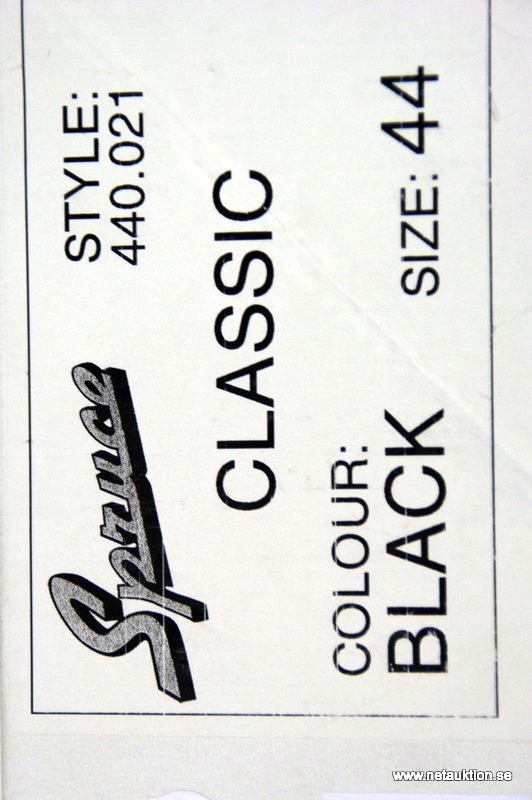 Spruce
STYLE:
440.021
CLASSIC
COLOUR:
BLACK
SIZE: 44
www.netauktion.se